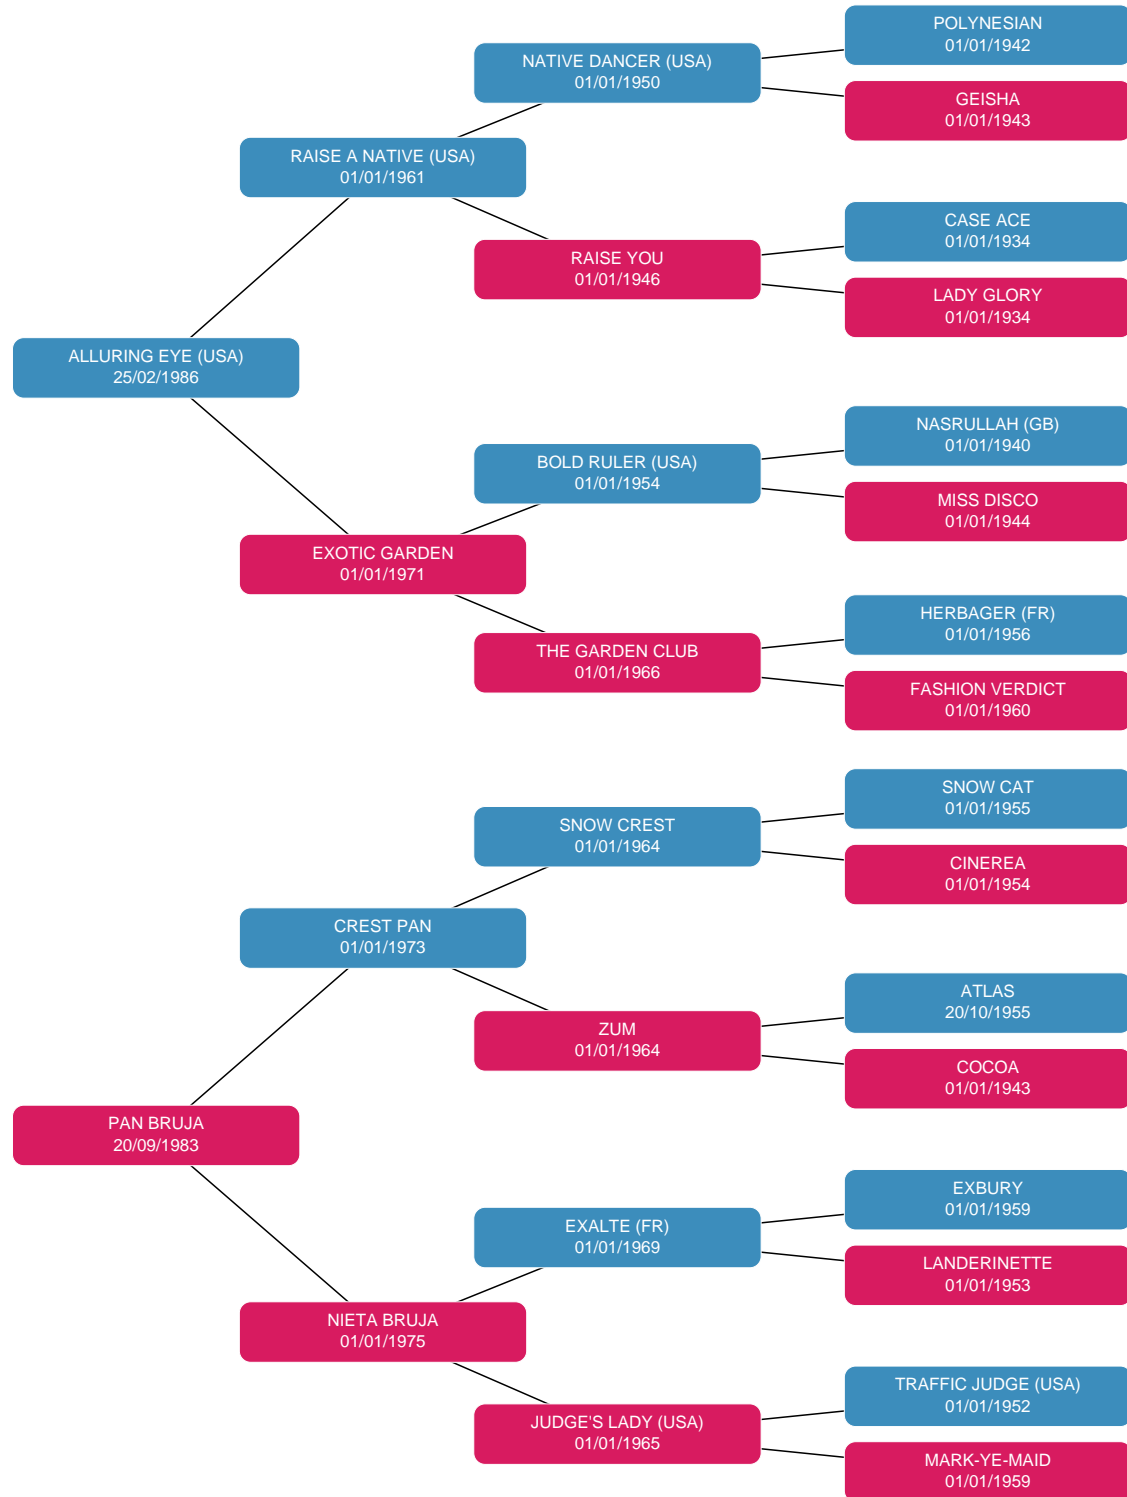 POLYNESIAN
01/01/1942
NATIVE DANCER (USA)
01/01/1950
GEISHA
01/01/1943
RAISE A NATIVE (USA)
01/01/1961
CASE ACE
01/01/1934
RAISE YOU
01/01/1946
LADY GLORY
01/01/1934
ALLURING EYE (USA)
25/02/1986
NASRULLAH (GB)
01/01/1940
BOLD RULER (USA)
01/01/1954
MISS DISCO
01/01/1944
EXOTIC GARDEN
01/01/1971
HERBAGER (FR)
01/01/1956
THE GARDEN CLUB
01/01/1966
FASHION VERDICT
01/01/1960
SNOW CAT
01/01/1955
SNOW CREST
01/01/1964
CINEREA
01/01/1954
CREST PAN
01/01/1973
ATLAS
20/10/1955
ZUM
01/01/1964
COCOA
01/01/1943
PAN BRUJA
20/09/1983
EXBURY
01/01/1959
EXALTE (FR)
01/01/1969
LANDERINETTE
01/01/1953
NIETA BRUJA
01/01/1975
TRAFFIC JUDGE (USA)
01/01/1952
JUDGE'S LADY (USA)
01/01/1965
MARK-YE-MAID
01/01/1959